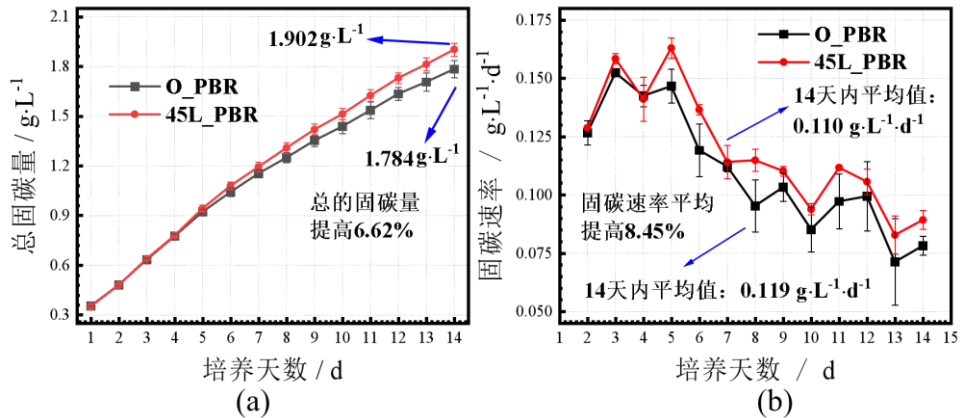 2.1
1.8
1.5
1.2
0.9
0.6
0.3
总固碳量 / g·L⁻¹
1.902g·L⁻¹
O_PBR
45L_PBR
1.784g·L⁻¹
总的固碳量
提高6.62%
1 2 3 4 5 6 7 8 9 10 11 12 13 14
培养天数 / d
(a)
0.175
0.150
0.125
0.100
0.075
0.050
固碳速率 / g·L⁻¹·d⁻¹
O_PBR
45L_PBR
14天内平均值：
0.110 g·L⁻¹·d⁻¹
固碳速率平均
提高8.45%
14天内平均值：0.119 g·L⁻¹·d⁻¹
1 2 3 4 5 6 7 8 9 10 11 12 13 14 15
培养天数 / d
(b)